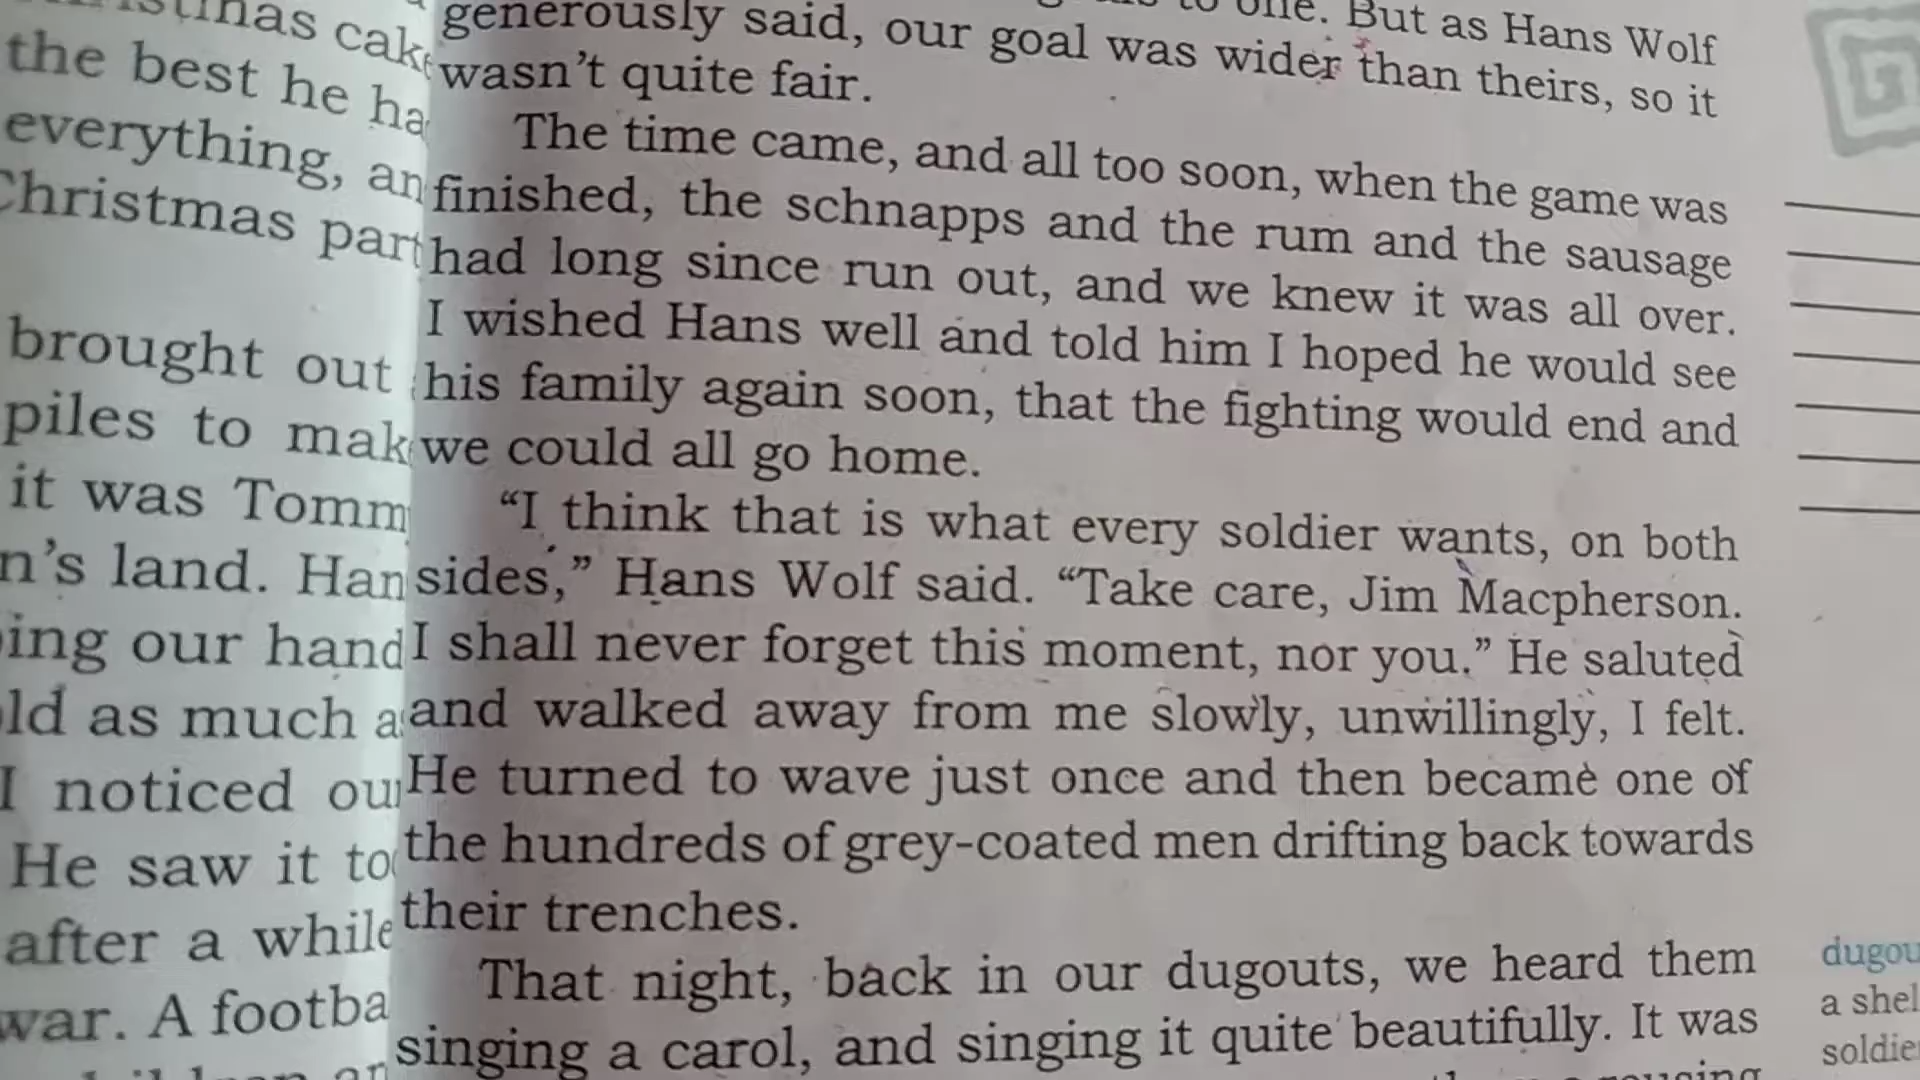 cak
the best he ha
everything, an
Christmas part
brought out
piles to mak
it was Tomm
n's land. Han
ing our hand
ld as much a
I noticed ou
He saw it to
after a while
war. A footba
one. But as Hans Wolf
generously said, our goal was wider than theirs, so it
wasn't quite fair.
The time came, and all too soon, when the game was
finished, the schnapps and the rum and the sausage
had long since run out, and we knew it was all over.
I wished Hans well and told him I hoped he would see
his family again soon, that the fighting would end and
we could all go home.
“I think that is what every soldier wants, on both
sides,” Hans Wolf said. “Take care, Jim Macpherson.
I shall never forget this moment, nor you.” He saluted
and walked away from me slowly, unwillingly, I felt.
He turned to wave just once and then became one of
the hundreds of grey-coated men drifting back towards
their trenches.
That night, back in our dugouts, we heard them
singing a carol, and singing it quite beautifully. It was
dugou
a shel
soldie